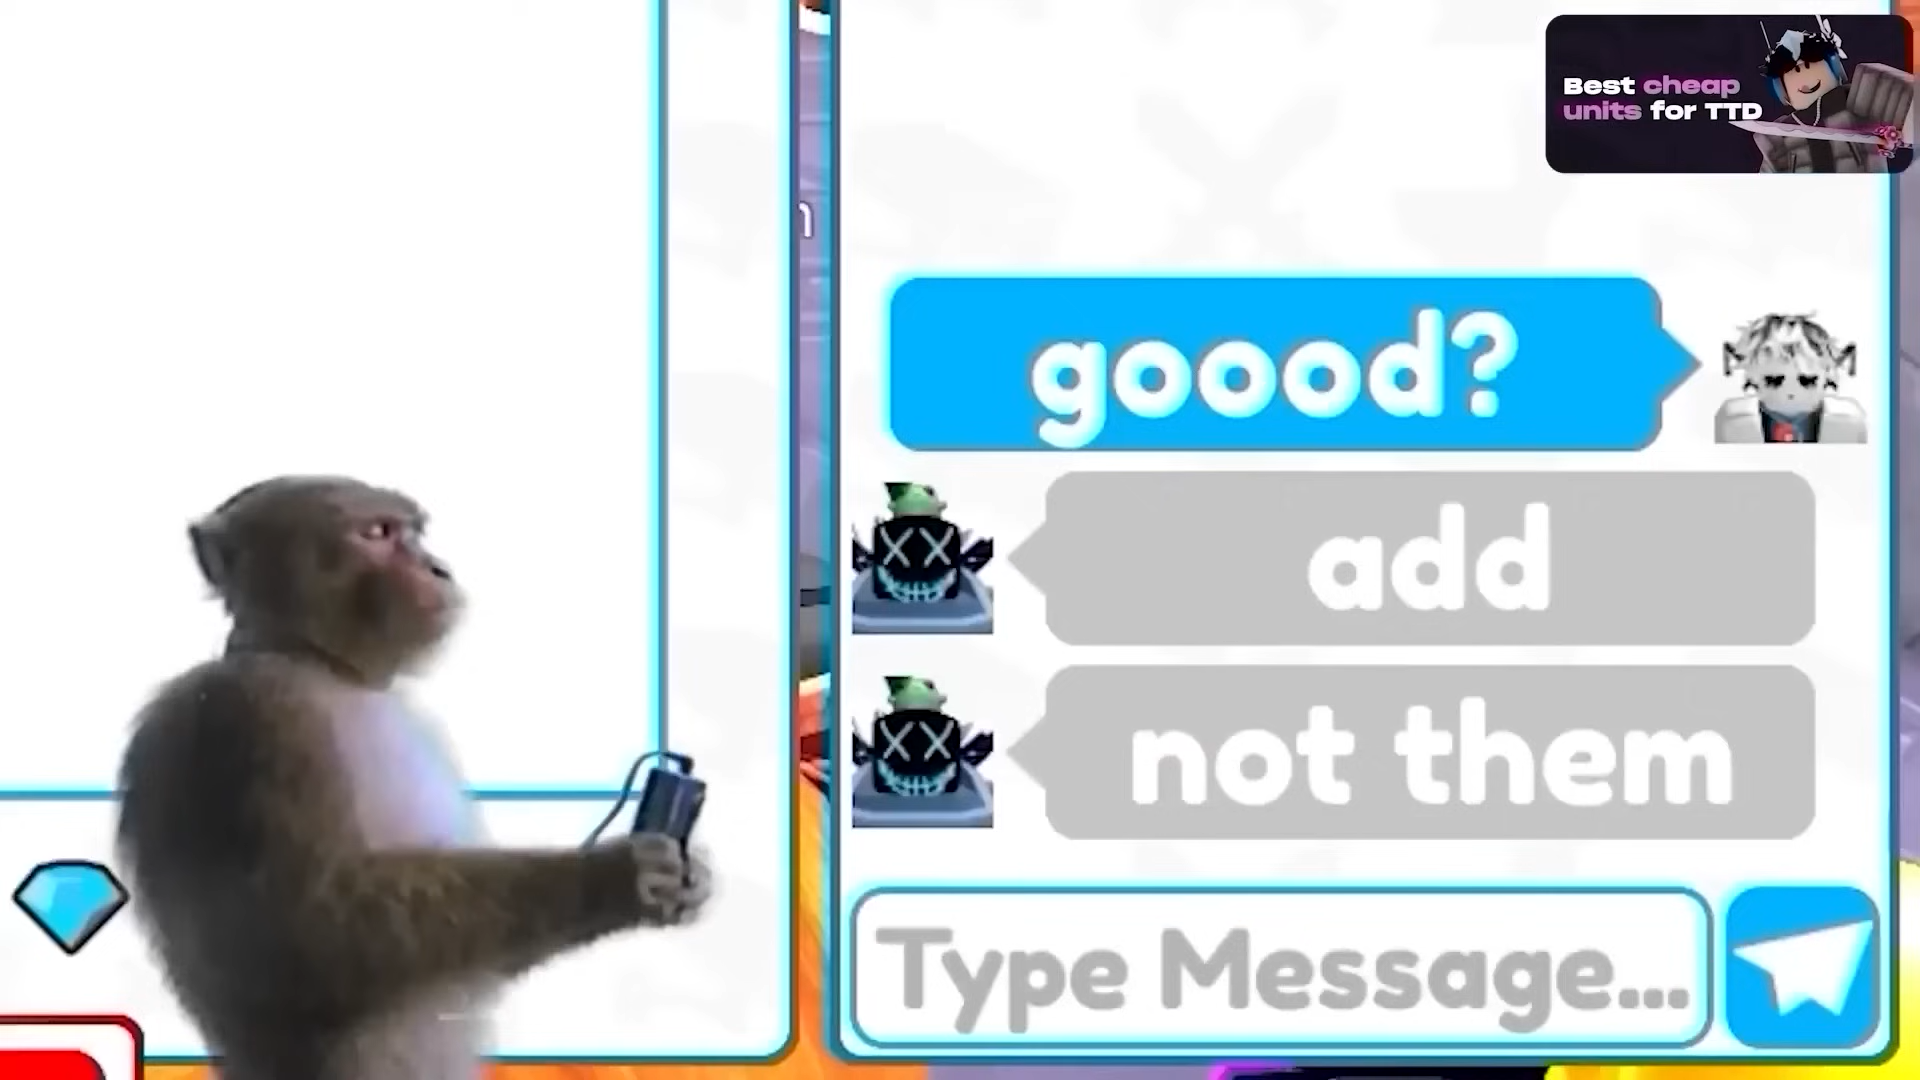 Best cheap
units for TTD
n
goood?
add
not them
Type Message...